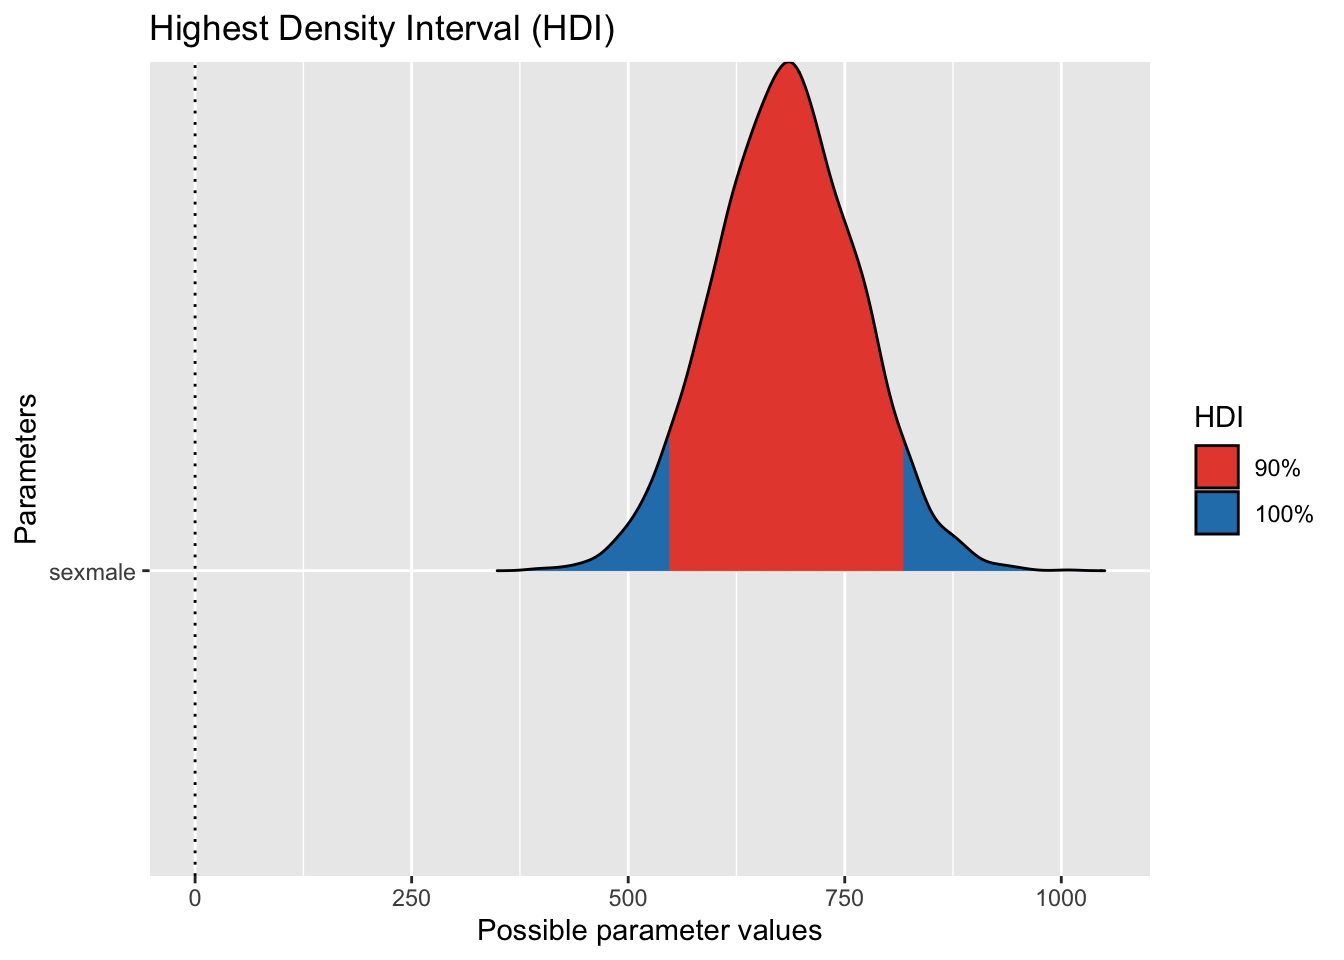 Highest Density Interval (HDI)
Parameters
sexmale
HDI
90%
100%
0 250 500 750 1000
Possible parameter values